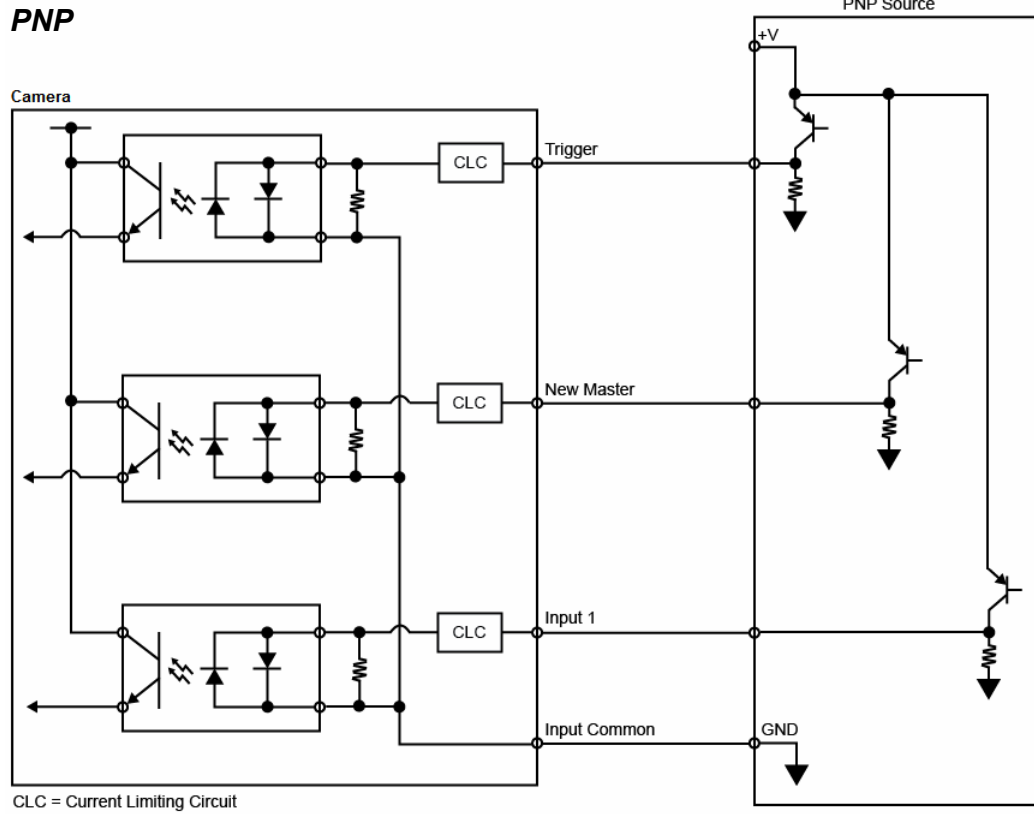 PNP
PNP Source
+V
Camera
CLC
Trigger
CLC
New Master
CLC
Input 1
Input Common
GND
CLC = Current Limiting Circuit